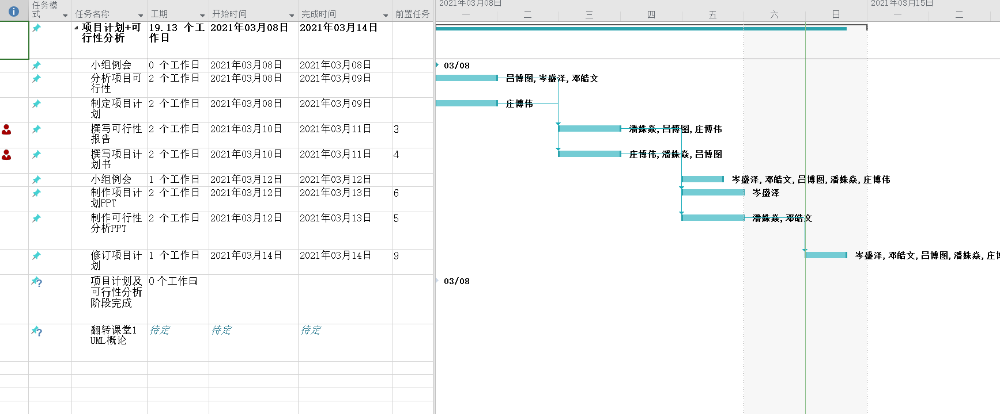 任务模式 任务名称 工期 开始时间 完成时间 前置任务
2021年03月08日 2021年03月15日
一 二 三 四 五 六 日 一 二
项目计划+可行性分析 19.13 个工作日 2021年03月08日 2021年03月14日
小组例会 0 个工作日 2021年03月08日 2021年03月08日 03/08
分析项目可行性 2 个工作日 2021年03月08日 2021年03月09日 吕博图,岑盛泽,邓皓文
制定项目计划 2 个工作日 2021年03月08日 2021年03月09日 庄博伟
撰写可行性报告 2 个工作日 2021年03月10日 2021年03月11日 3 潘姝焱,吕博图,庄博伟
撰写项目计划书 2 个工作日 2021年03月10日 2021年03月11日 4 庄博伟,潘姝焱,吕博图
小组例会 1 个工作日 2021年03月12日 2021年03月12日 岑盛泽,邓皓文,吕博图,潘姝焱,庄博伟
制作项目计划PPT 2 个工作日 2021年03月12日 2021年03月13日 6 岑盛泽
制作可行性分析PPT 2 个工作日 2021年03月12日 2021年03月13日 5 潘姝焱,邓皓文
修订项目计划 1 个工作日 2021年03月14日 2021年03月14日 9 岑盛泽,邓皓文,吕博图,潘姝焱,庄博
项目计划及可行性分析阶段完成 0个工作日 03/08
翻转课堂1 UML概论 待定 待定 待定